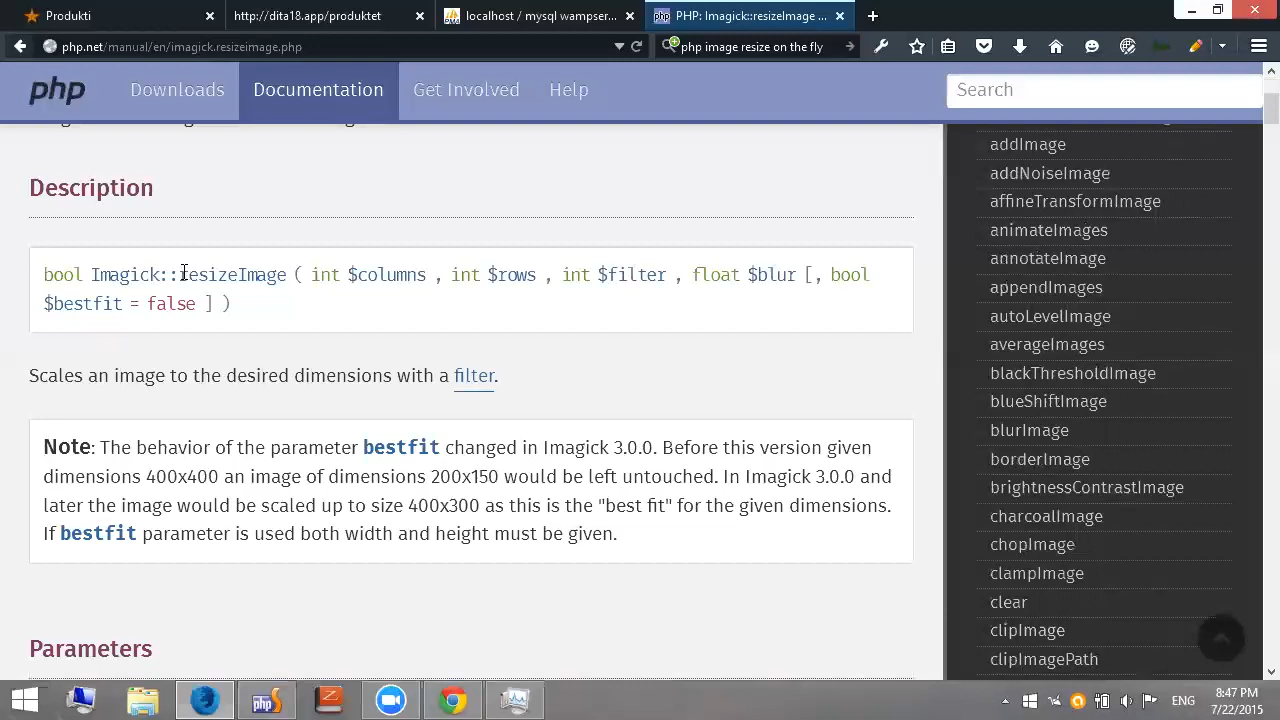 Produkti × http://dita18.app/produktet × localhost / mysql wampser... × PHP: Imagick::resizeImage ... × +
php.net/manual/en/imagick.resizeimage.php php image resize on the fly
php Downloads Documentation Get Involved Help Search
addImage
addNoiseImage
affineTransformImage
animateImages
annotateImage
appendImages
autoLevelImage
averageImages
blackThresholdImage
blueShiftImage
blurImage
borderImage
brightnessContrastImage
charcoalImage
chopImage
clampImage
clear
clipImage
clipImagePath
Description
bool Imagick::resizeImage ( int $columns , int $rows , int $filter , float $blur [, bool
$bestfit = false ] )
Scales an image to the desired dimensions with a filter.
Note: The behavior of the parameter bestfit changed in Imagick 3.0.0. Before this version given
dimensions 400x400 an image of dimensions 200x150 would be left untouched. In Imagick 3.0.0 and
later the image would be scaled up to size 400x300 as this is the "best fit" for the given dimensions.
If bestfit parameter is used both width and height must be given.
Parameters
php ENG 8:47 PM
7/22/2015